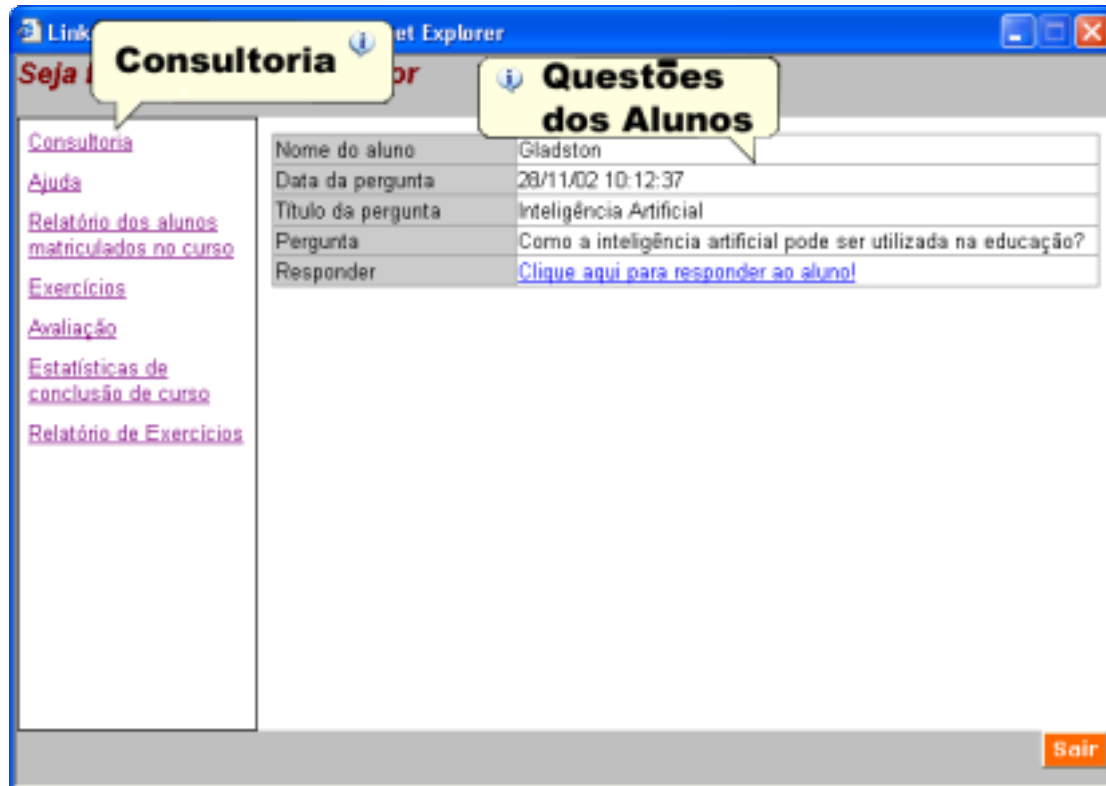 Link et Explorer
Consultoria
Seja or
Questões
dos Alunos
Consultoria
Ajuda
Relatório dos alunos
matriculados no curso
Exercícios
Avaliação
Estatísticas de
conclusão de curso
Relatório de Exercicios
Nome do aluno Gladston
Data da pergunta 28/11/02 10:12:37
Título da pergunta Inteligência Artificial
Pergunta Como a inteligência artificial pode ser utilizada na educação?
Responder Clique aqui para responder ao aluno!
Sair